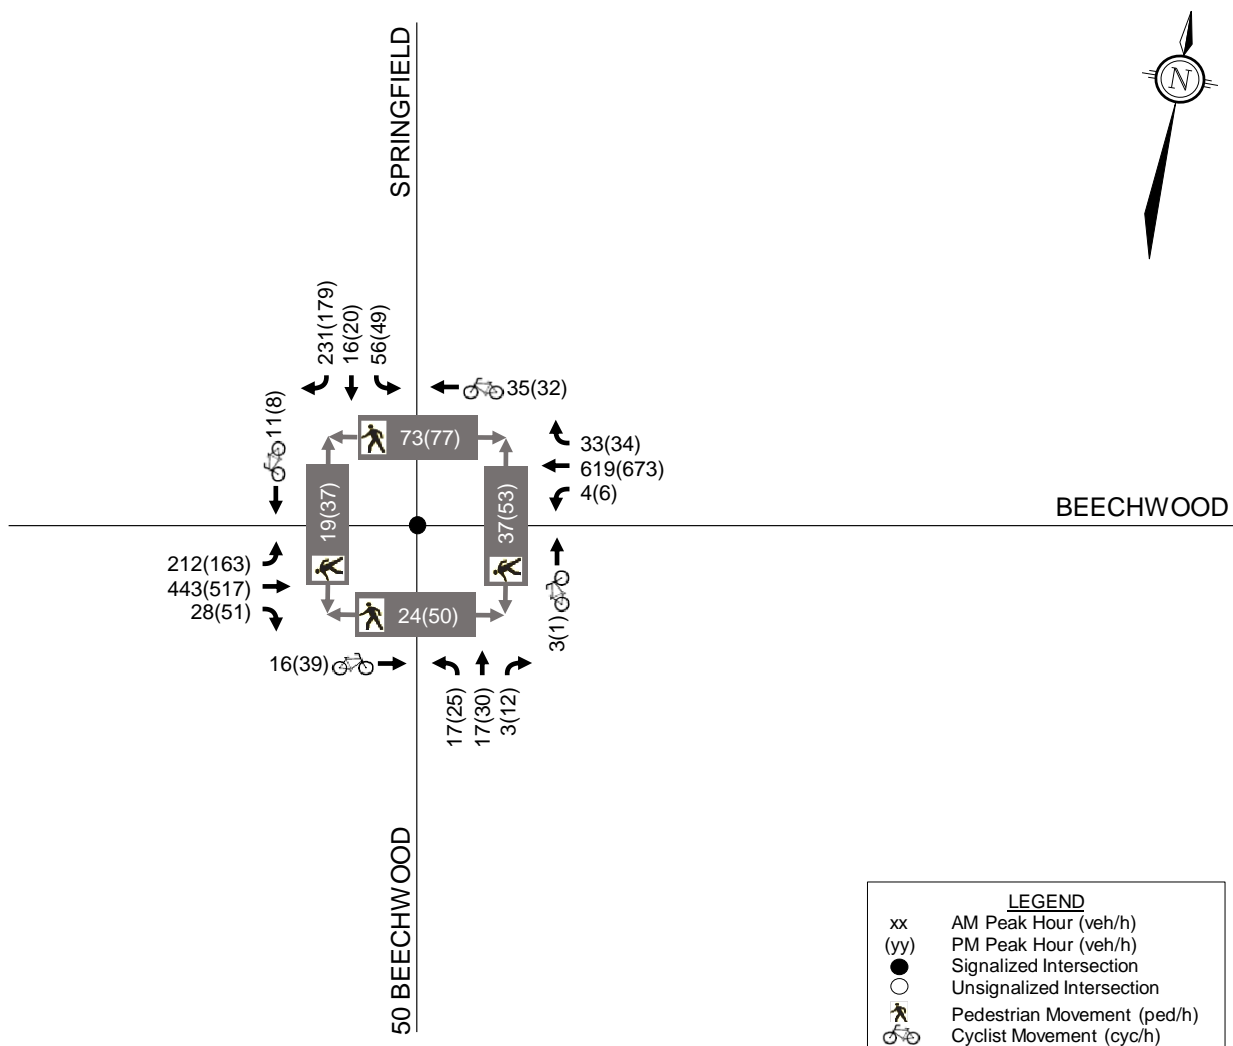 SPRINGFIELD
N
231(179)
16(20)
56(49)
11(8)
35(32)
73(77)
33(34)
619(673)
4(6)
19(37)
37(53)
BEECHWOOD
212(163)
443(517)
28(51)
24(50)
3(1)
16(39)
17(25)
17(30)
3(12)
50 BEECHWOOD
LEGEND
xx AM Peak Hour (veh/h)
(yy) PM Peak Hour (veh/h)
Signalized Intersection
Unsignalized Intersection
Pedestrian Movement (ped/h)
Cyclist Movement (cyc/h)